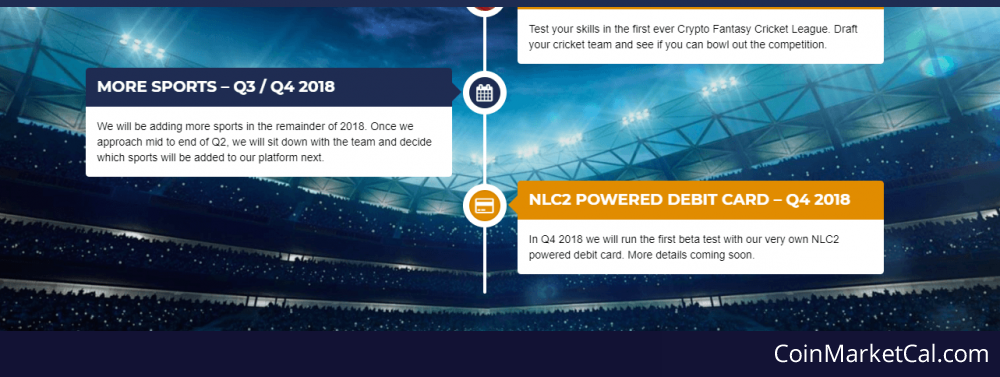 Test your skills in the first ever Crypto Fantasy Cricket League. Draft
your cricket team and see if you can bowl out the competition.
MORE SPORTS – Q3 / Q4 2018
We will be adding more sports in the remainder of 2018. Once we
approach mid to end of Q2, we will sit down with the team and decide
which sports will be added to our platform next.
NLC2 POWERED DEBIT CARD – Q4 2018
In Q4 2018 we will run the first beta test with our very own NLC2
powered debit card. More details coming soon.
CoinMarketCal.com